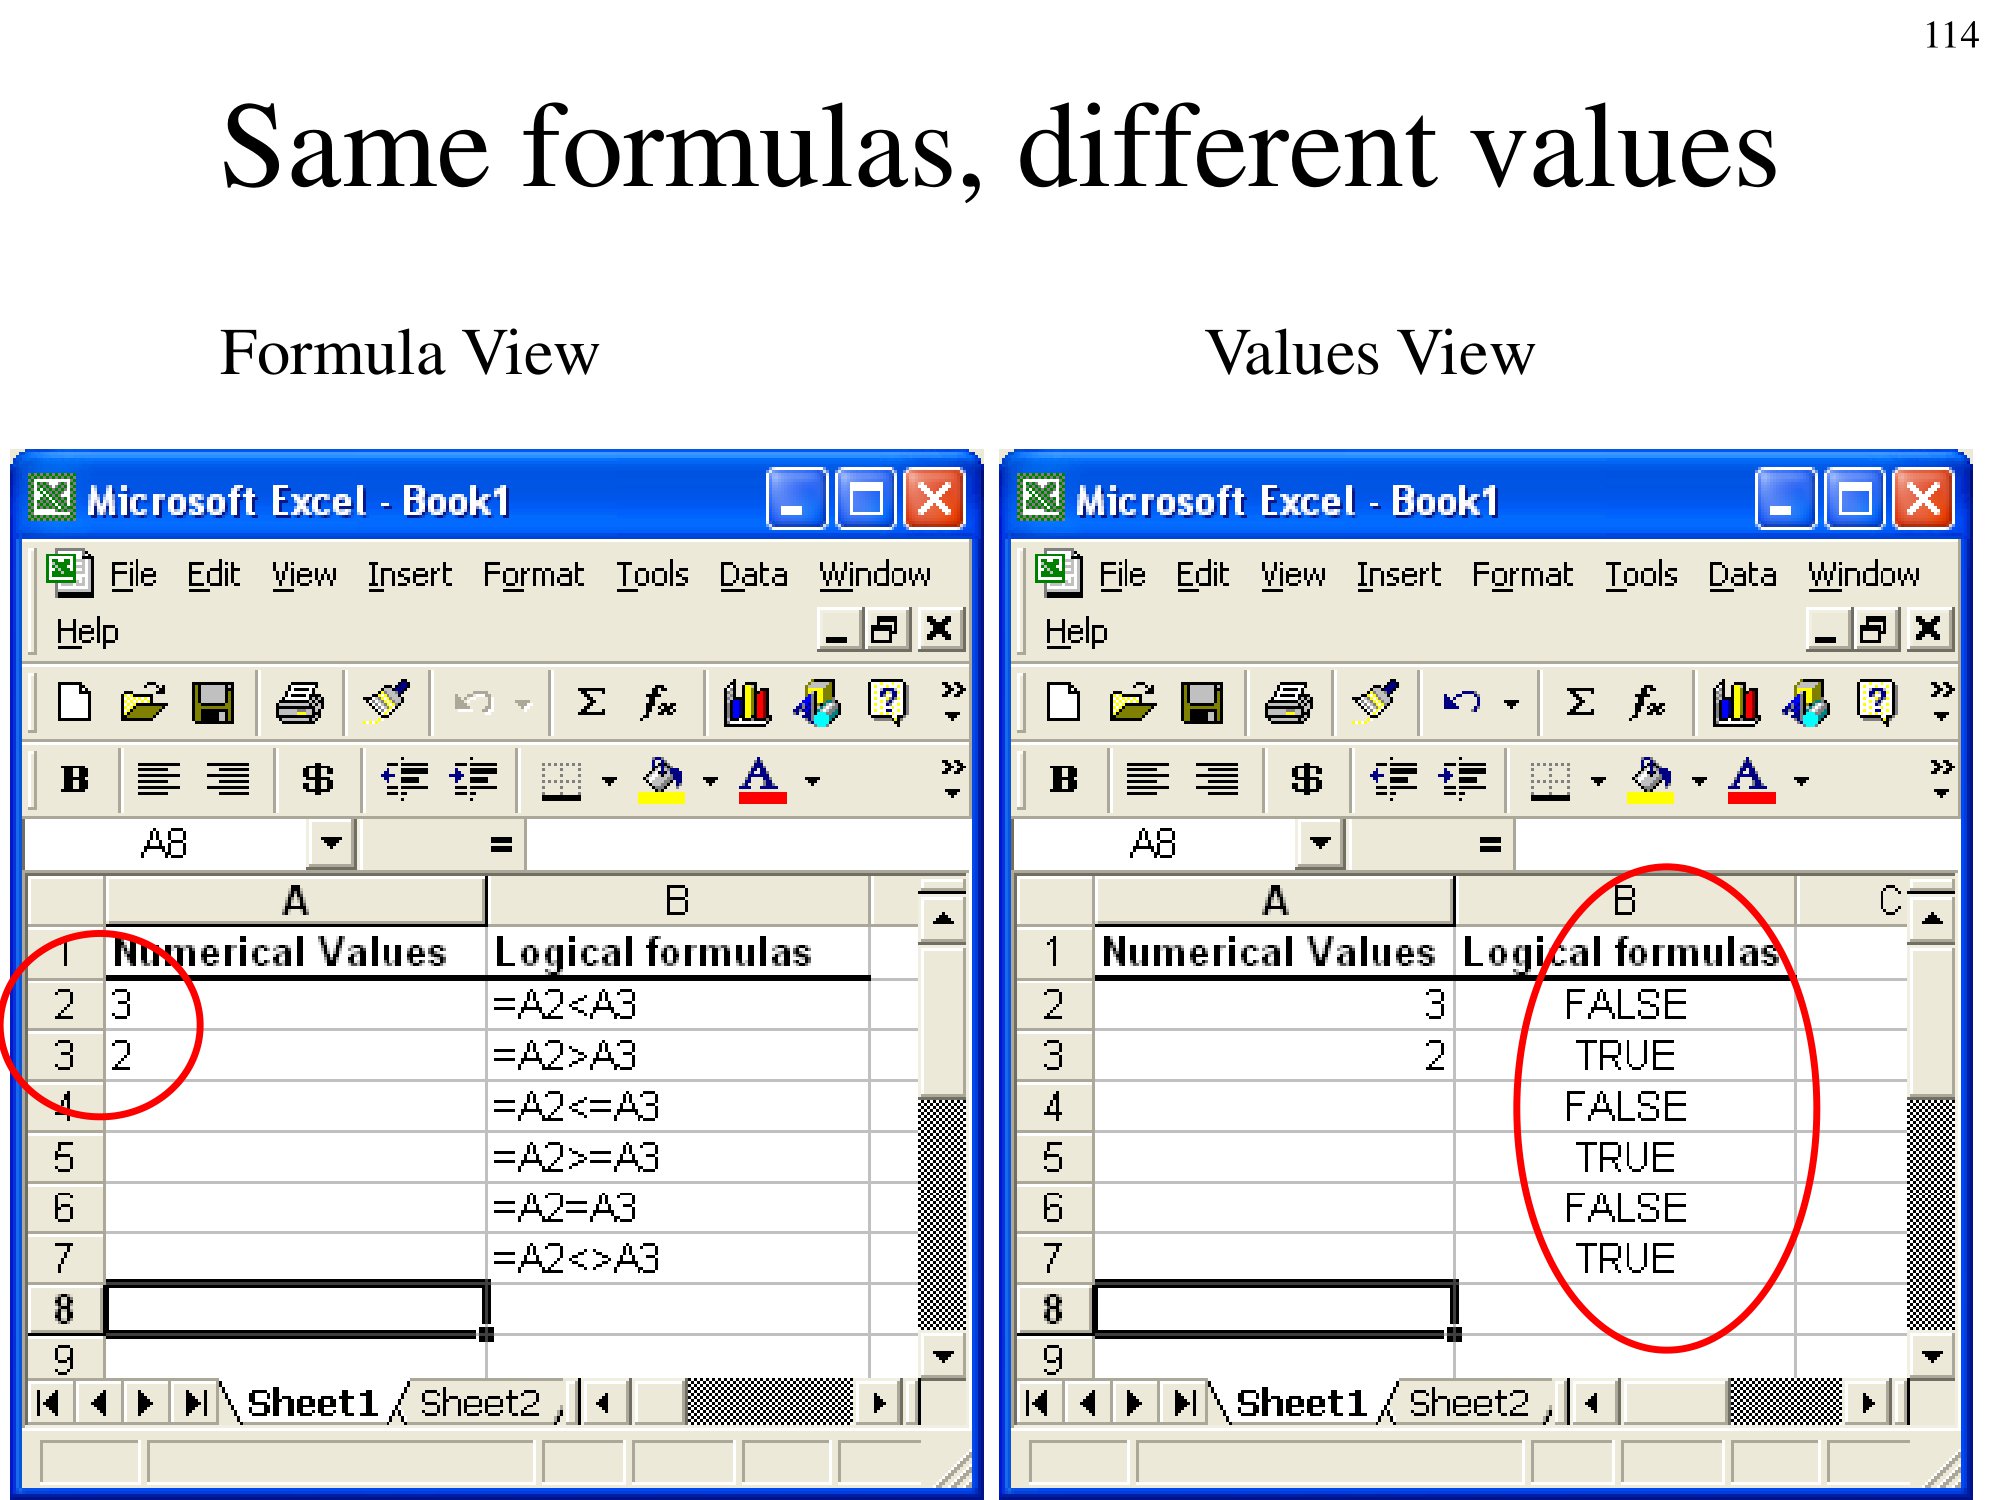 114
Same formulas, different values
Formula View
Values View
Microsoft Excel - Book1
File Edit View Insert Format Tools Data Window
Help
B $ A
A8 =
A B
1 Numerical Values Logical formulas
2 3 =A2<A3
3 2 =A2>A3
4 =A2<=A3
5 =A2>=A3
6 =A2=A3
7 =A2<>A3
8
9
Sheet1 Sheet2
Microsoft Excel - Book1
File Edit View Insert Format Tools Data Window
Help
B $ A
A8 =
A B C
1 Numerical Values Logical formulas
2 3 FALSE
3 2 TRUE
4 FALSE
5 TRUE
6 FALSE
7 TRUE
8
9
Sheet1 Sheet2